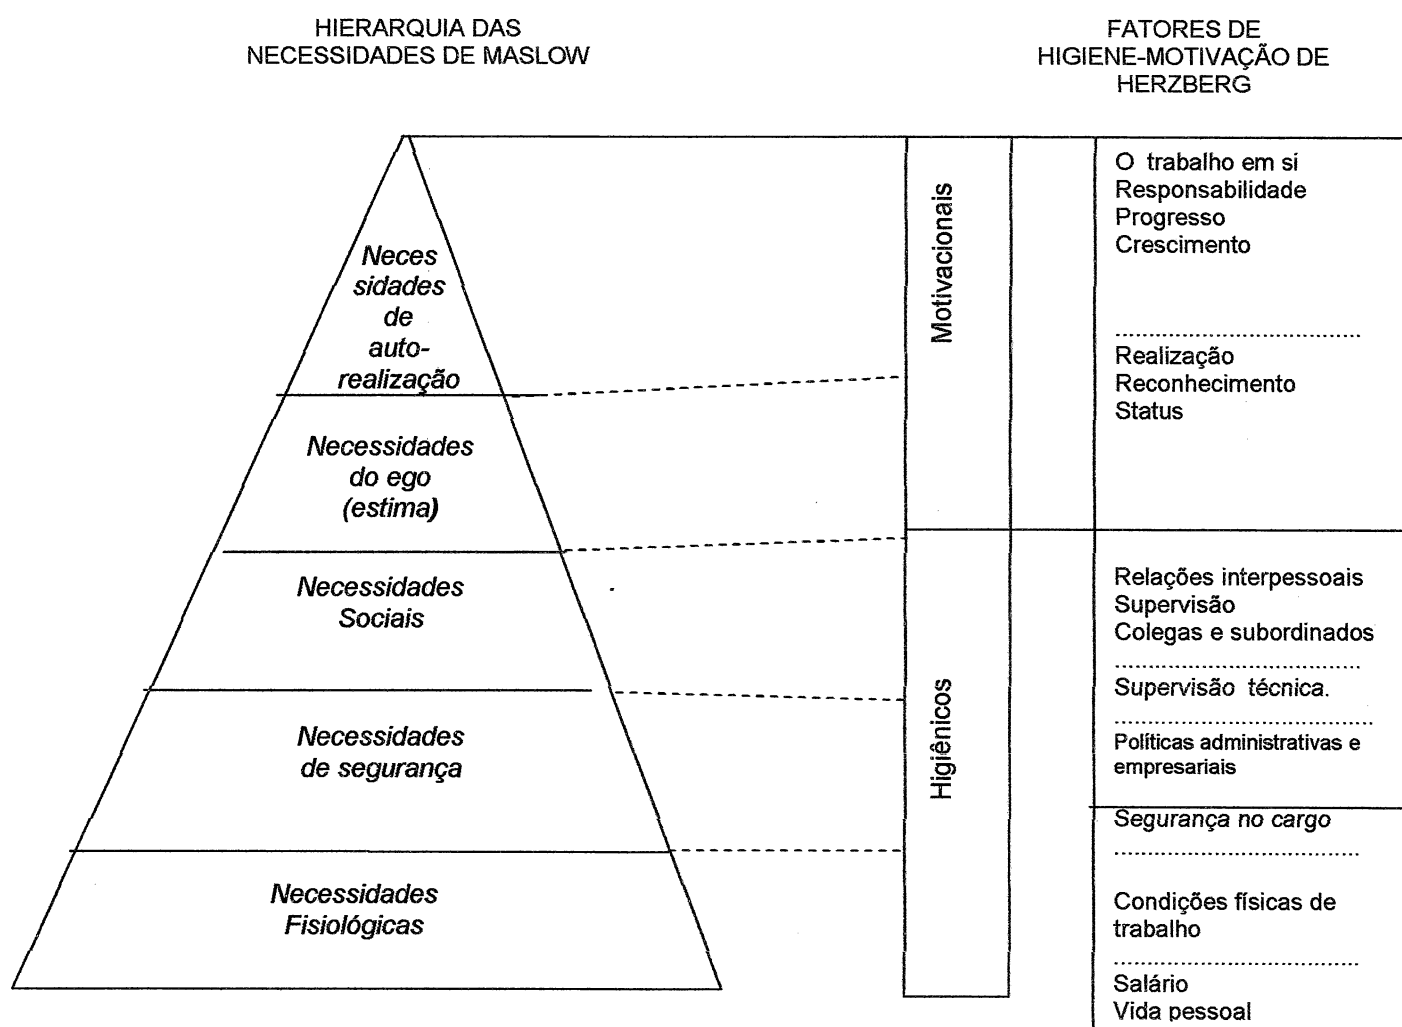 HIERARQUIA DAS
NECESSIDADES DE MASLOW
FATORES DE
HIGIENE-MOTIVAÇÃO DE
HERZBERG
Neces
sidades
de
auto-
realização
Necessidades
do ego
(estima)
Necessidades
Sociais
Necessidades
de segurança
Necessidades
Fisiológicas
Motivacionais
Higiênicos
O trabalho em si
Responsabilidade
Progresso
Crescimento
Realização
Reconhecimento
Status
Relações interpessoais
Supervisão
Colegas e subordinados
Supervisão técnica.
Políticas administrativas e
empresariais
Segurança no cargo
Condições físicas de
trabalho
Salário
Vida pessoal